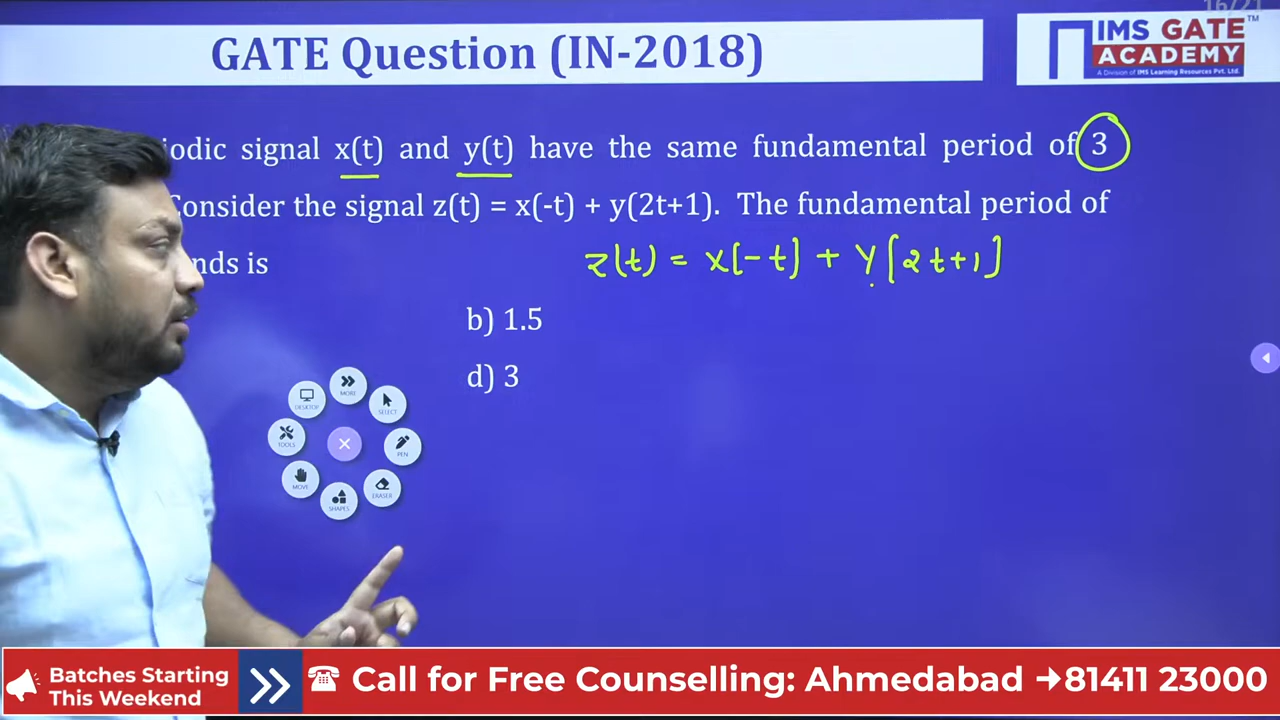 16/21
GATE Question (IN-2018)
IMS GATE ACADEMY™
A Division of IMS Learning Resources Pvt. Ltd.
iodic signal x(t) and y(t) have the same fundamental period of 3
Consider the signal z(t) = x(-t) + y(2t+1). The fundamental period of
nds is
z(t) = x[-t] + y[2t+1]
b) 1.5
d) 3
MORE
DESKTOP
SELECT
TOOLS
PEN
MOVE
ERASER
SHAPES
Batches Starting
This Weekend
Call for Free Counselling: Ahmedabad →81411 23000